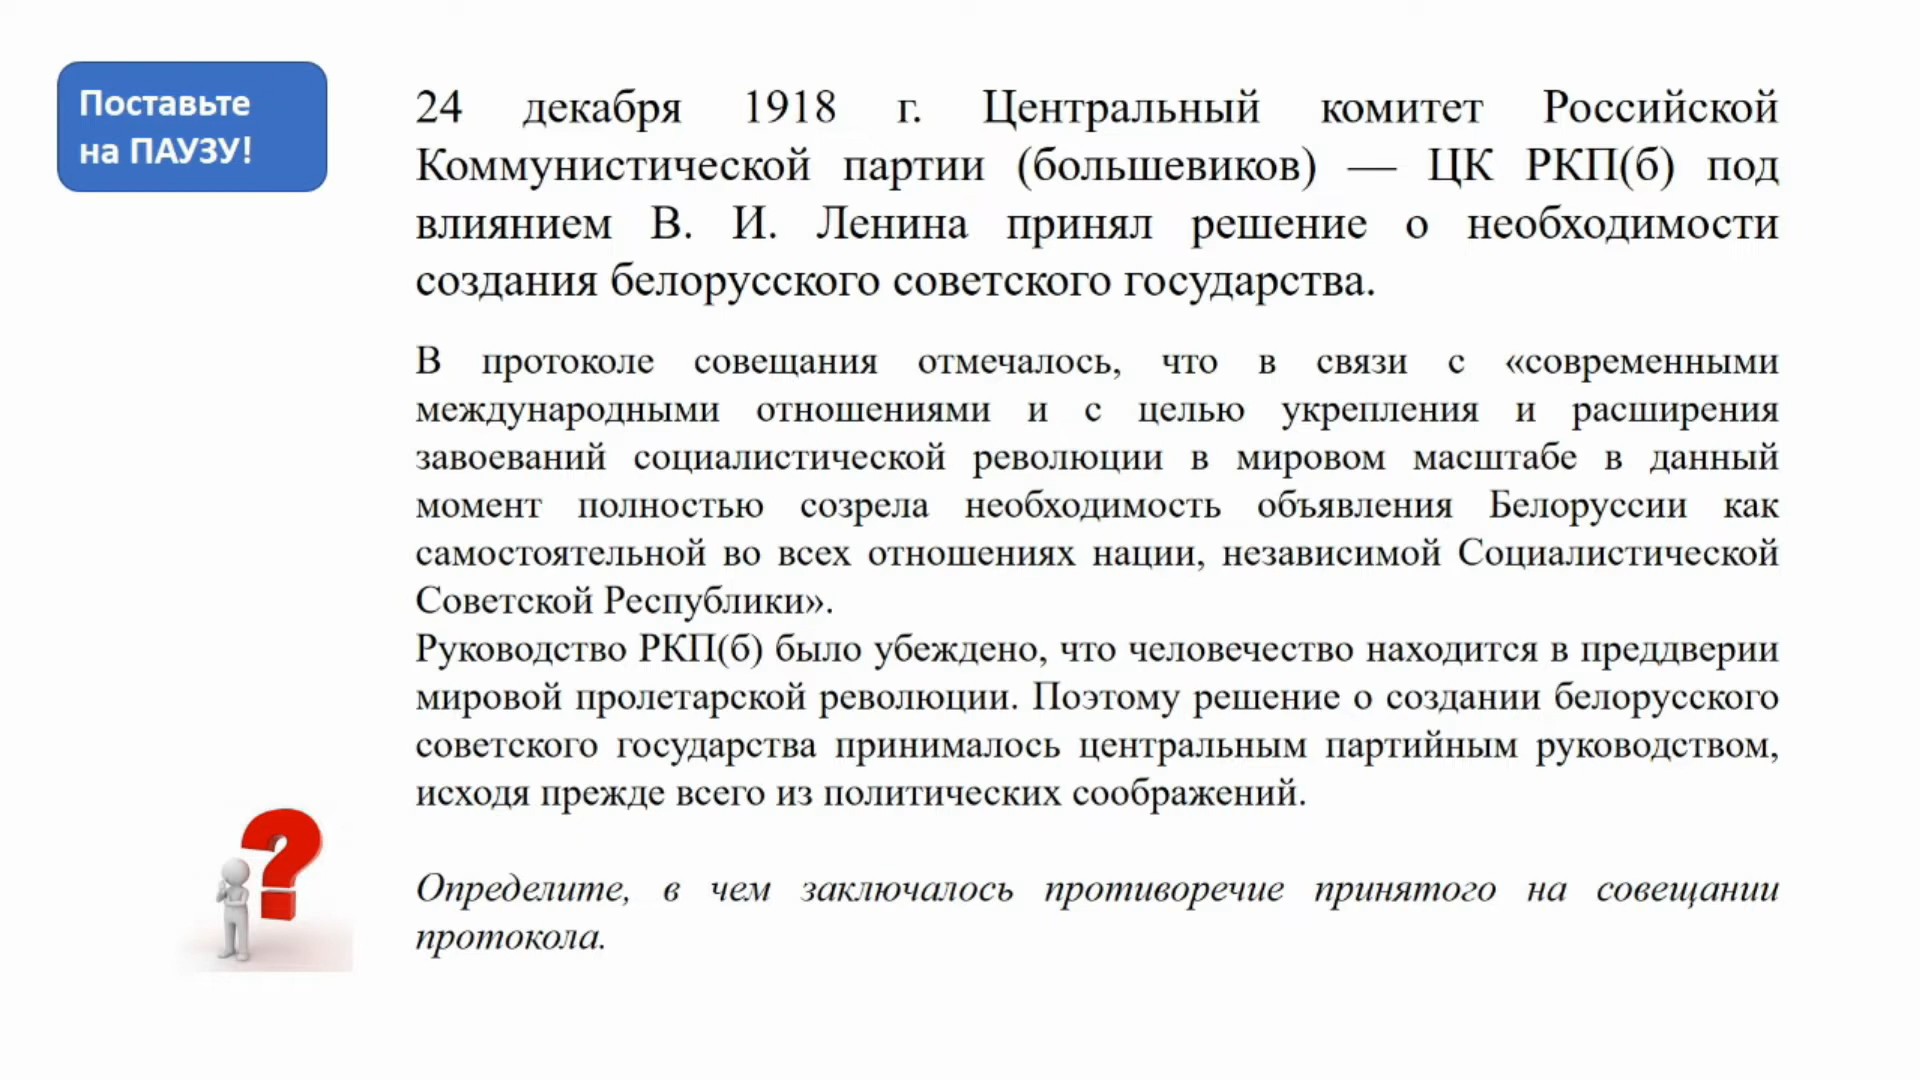 Поставьте
на ПАУЗУ!
24 декабря 1918 г. Центральный комитет Российской
Коммунистической партии (большевиков) — ЦК РКП(б) под
влиянием В. И. Ленина принял решение о необходимости
создания белорусского советского государства.
В протоколе совещания отмечалось, что в связи с «современными
международными отношениями и с целью укрепления и расширения
завоеваний социалистической революции в мировом масштабе в данный
момент полностью созрела необходимость объявления Белоруссии как
самостоятельной во всех отношениях нации, независимой Социалистической
Советской Республики».
Руководство РКП(б) было убеждено, что человечество находится в преддверии
мировой пролетарской революции. Поэтому решение о создании белорусского
советского государства принималось центральным партийным руководством,
исходя прежде всего из политических соображений.
Определите, в чем заключалось противоречие принятого на совещании
протокола.